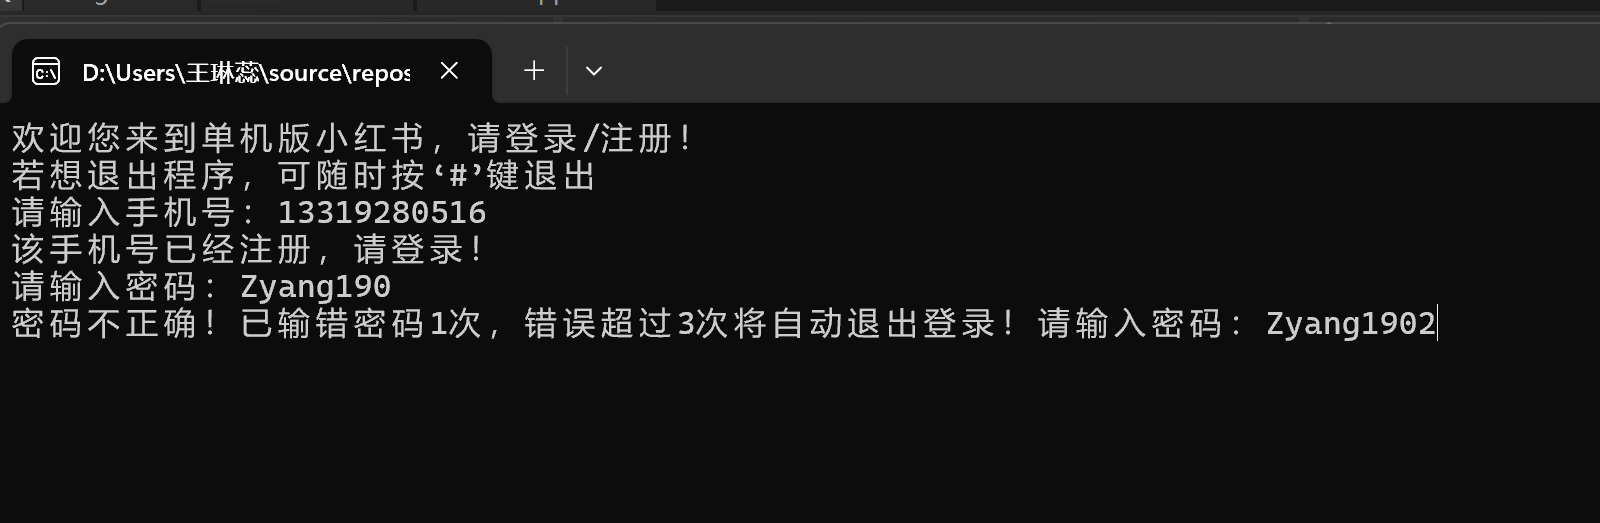 D:\Users\王琳蕊\source\repos
欢迎您来到单机版小红书，请登录/注册！
若想退出程序，可随时按‘#’键退出
请输入手机号：13319280516
该手机号已经注册，请登录！
请输入密码：Zyang190
密码不正确！已输错密码1次，错误超过3次将自动退出登录！请输入密码：Zyang1902